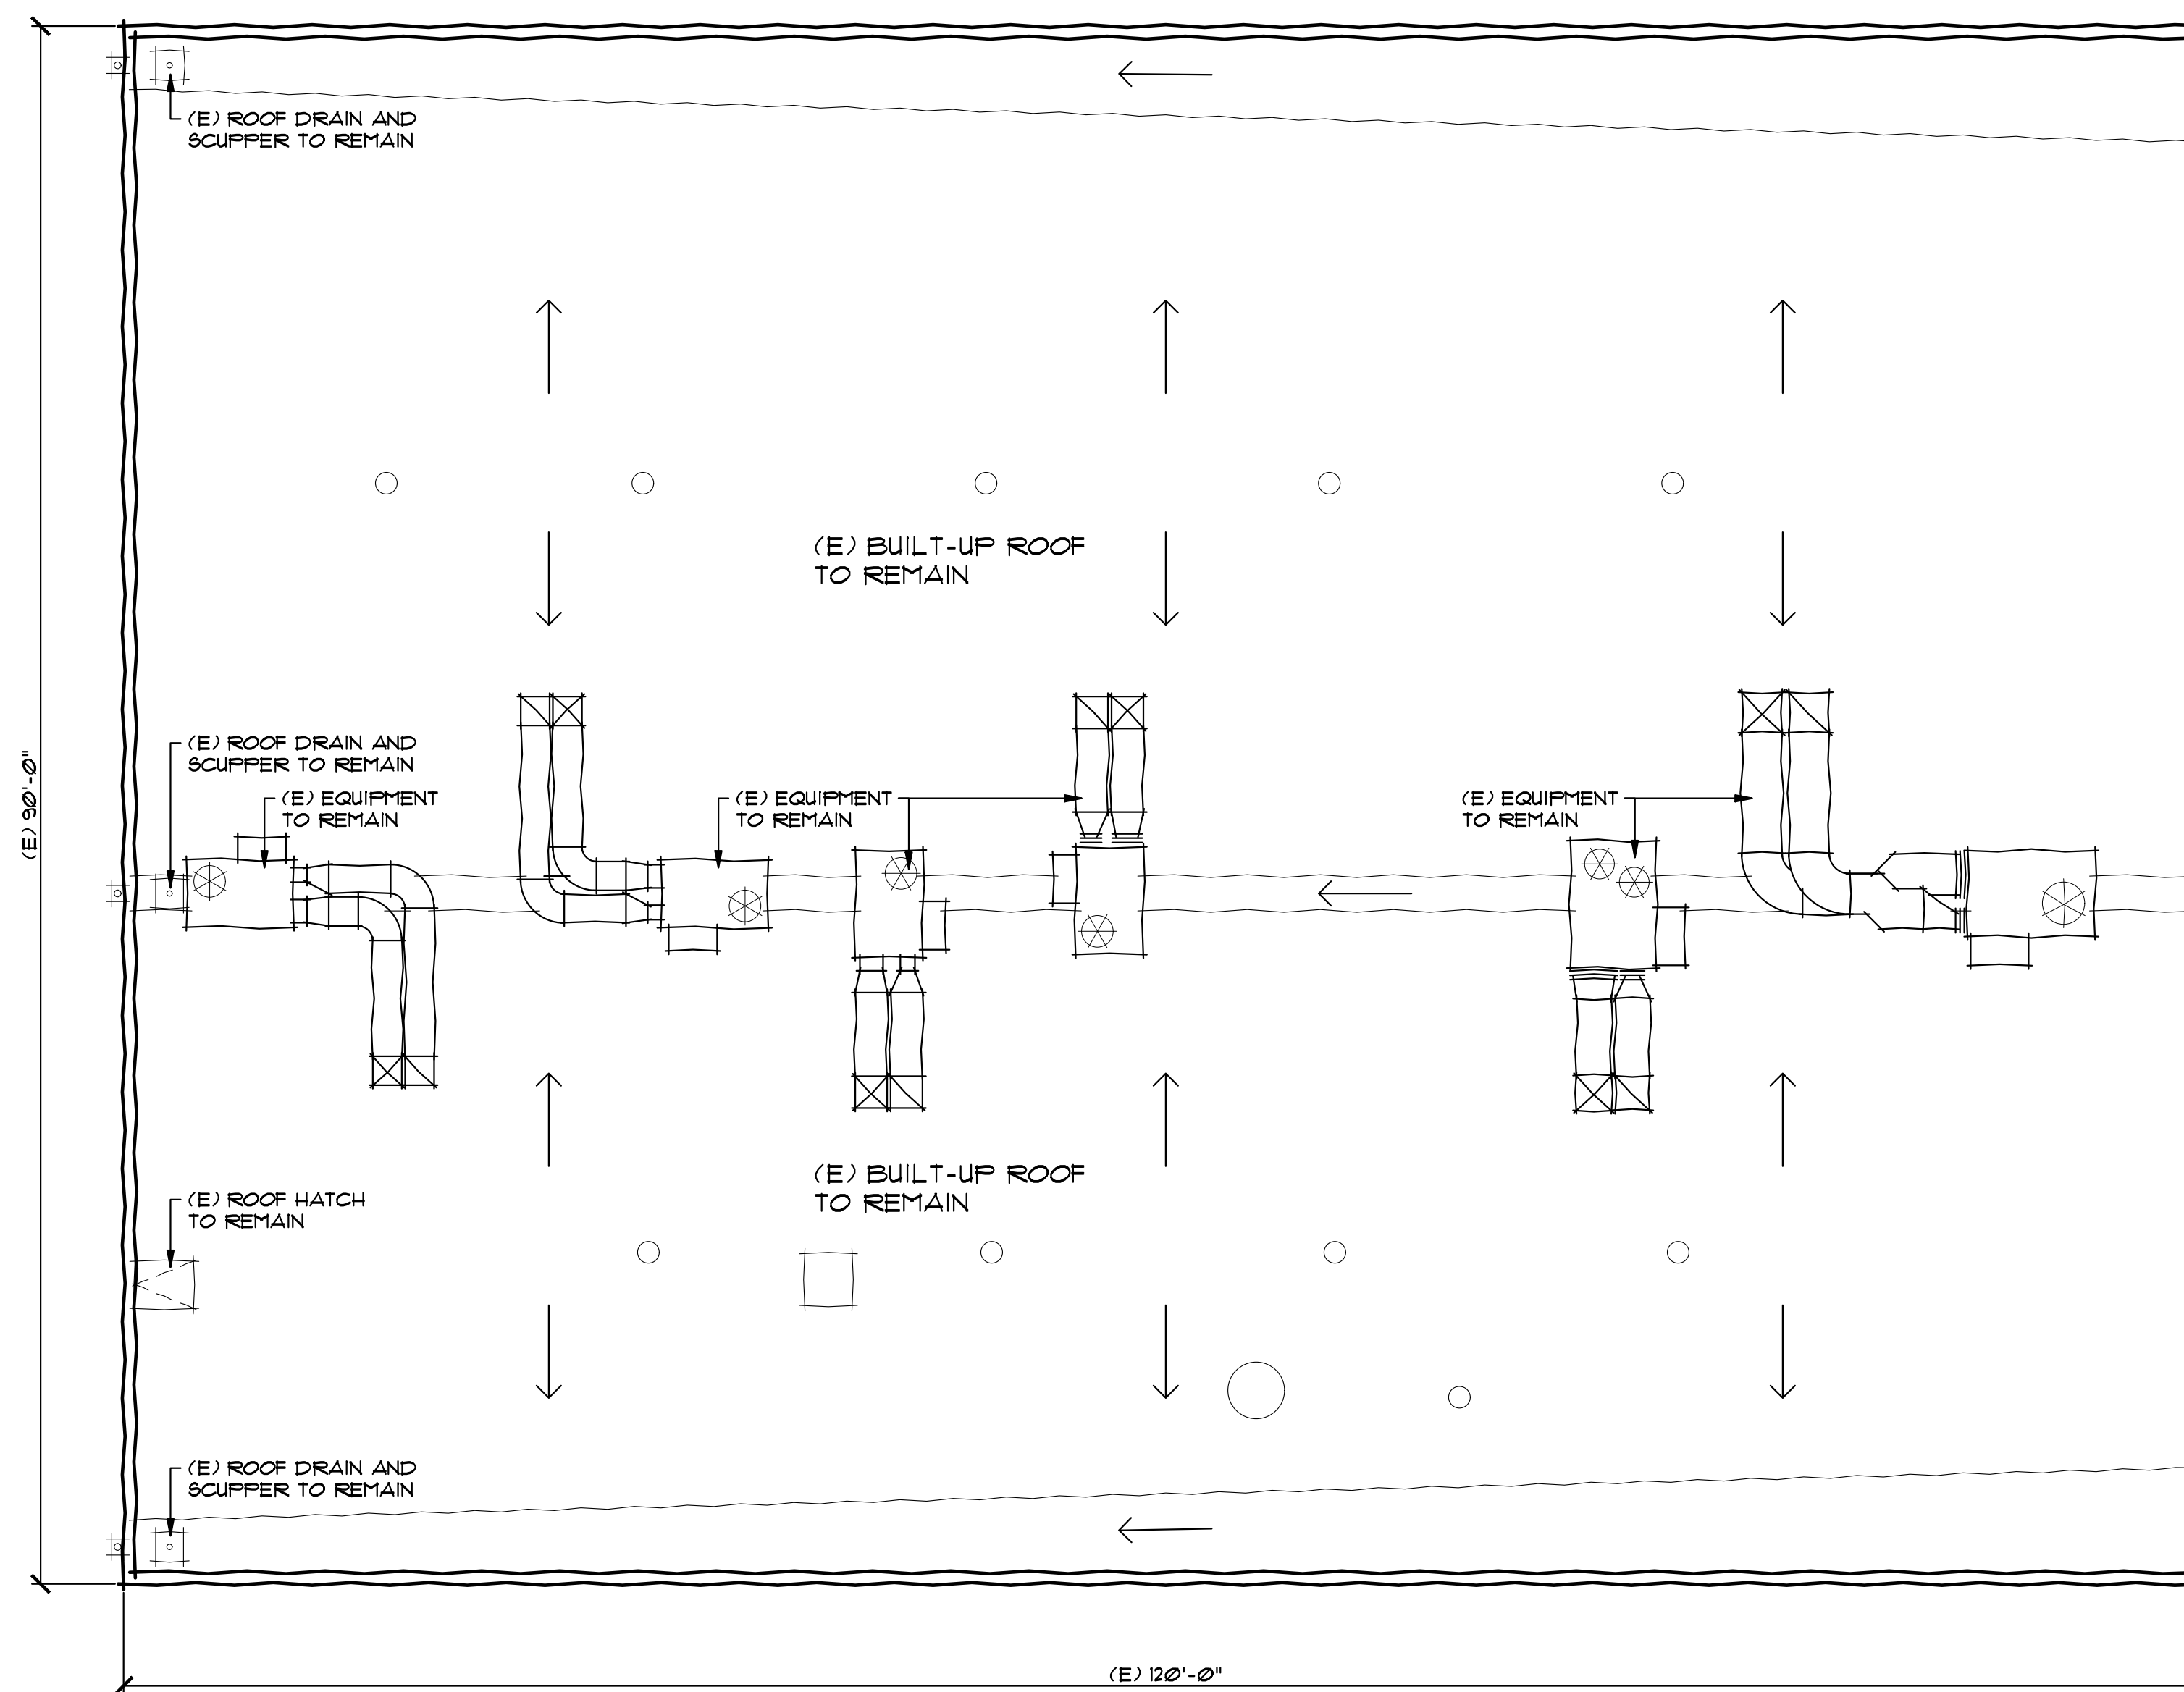 (E) ROOF DRAIN AND
SCUPPER TO REMAIN
(E) BUILT-UP ROOF
TO REMAIN
(E) 90'-0"
(E) ROOF DRAIN AND
SCUPPER TO REMAIN
(E) EQUIPMENT
TO REMAIN
(E) EQUIPMENT
TO REMAIN
(E) EQUIPMENT
TO REMAIN
(E) BUILT-UP ROOF
TO REMAIN
(E) ROOF HATCH
TO REMAIN
(E) ROOF DRAIN AND
SCUPPER TO REMAIN
(E) 120'-0"